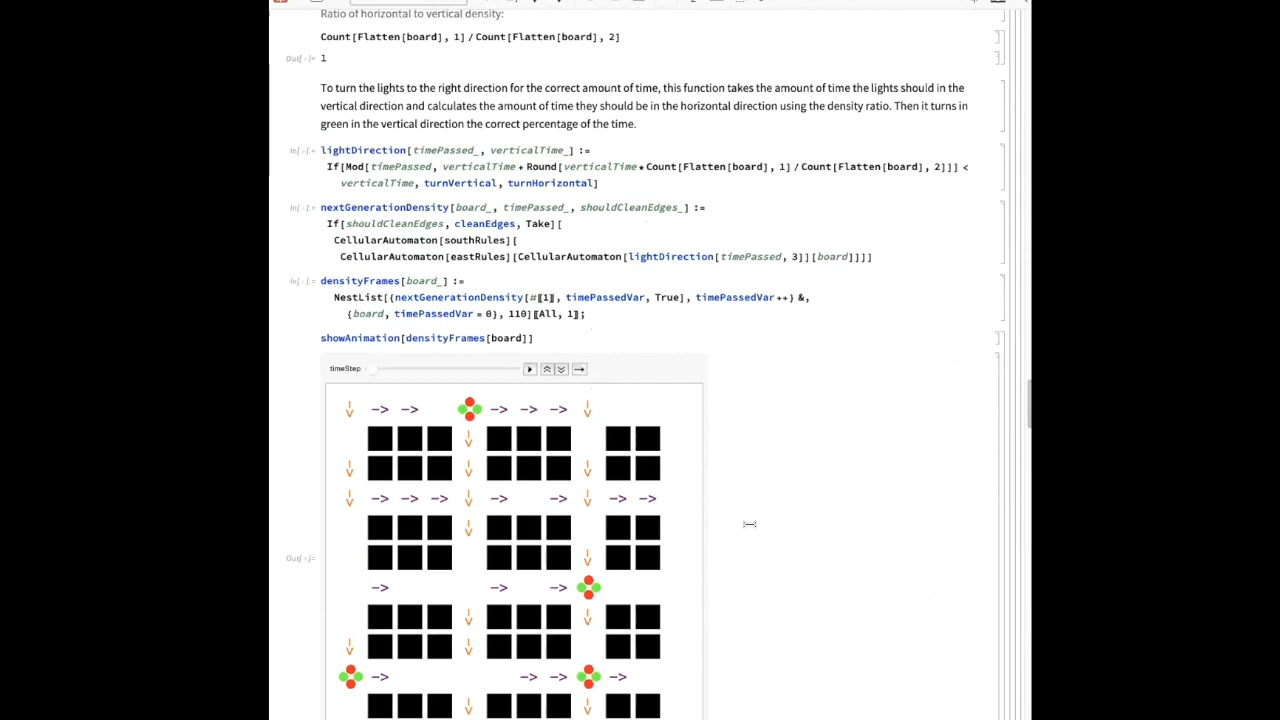 Ratio of horizontal to vertical density:
Count[Flatten[board], 1] / Count[Flatten[board], 2]
Out[-]= 1
To turn the lights to the right direction for the correct amount of time, this function takes the amount of time the lights should in the
vertical direction and calculates the amount of time they should be in the horizontal direction using the density ratio. Then it turns in
green in the vertical direction the correct percentage of the time.
In[-]:= lightDirection[timePassed_, verticalTime_] :=
If[Mod[timePassed, verticalTime + Round[verticalTime * Count[Flatten[board], 1] / Count[Flatten[board], 2]]] <
verticalTime, turnVertical, turnHorizontal]
In[-]:= nextGenerationDensity[board_, timePassed_, shouldCleanEdges_] :=
If[shouldCleanEdges, cleanEdges, Take][
CellularAutomaton[southRules][
CellularAutomaton[eastRules][CellularAutomaton[lightDirection[timePassed, 3]][board]]]]
In[-]:= densityFrames[board_] :=
NestList[{nextGenerationDensity[#〚1〛, timePassedVar, True], timePassedVar ++} &,
{board, timePassedVar = 0}, 110]〚All, 1〛;
showAnimation[densityFrames[board]]
timeStep
Out[-]=